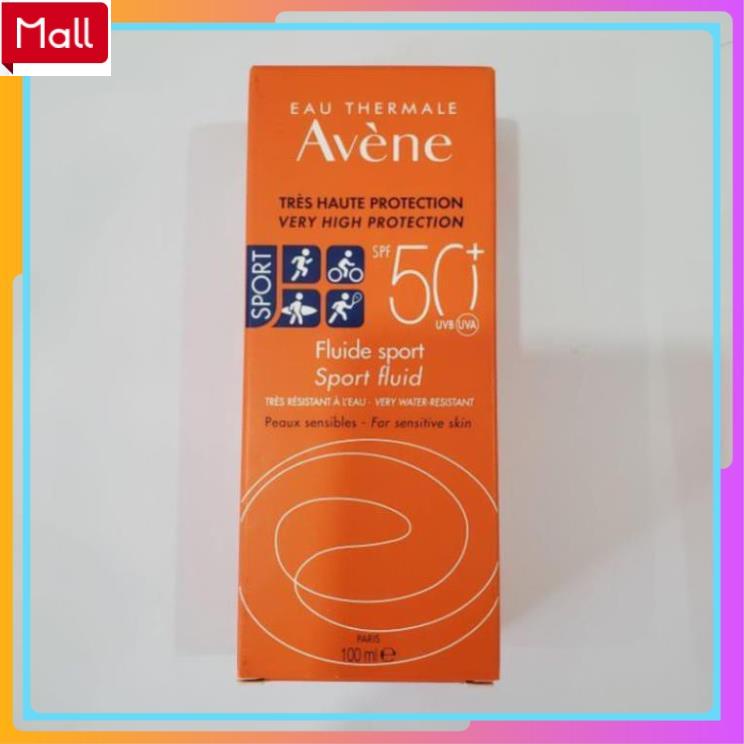 Mall
EAU THERMALE
Avène
TRÈS HAUTE PROTECTION
VERY HIGH PROTECTION
SPORT
SPF 50+
UVB UVA
Fluide sport
Sport fluid
TRÈS RÉSISTANT À L'EAU - VERY WATER-RESISTANT
Peaux sensibles - For sensitive skin
PARIS
100 ml ℮